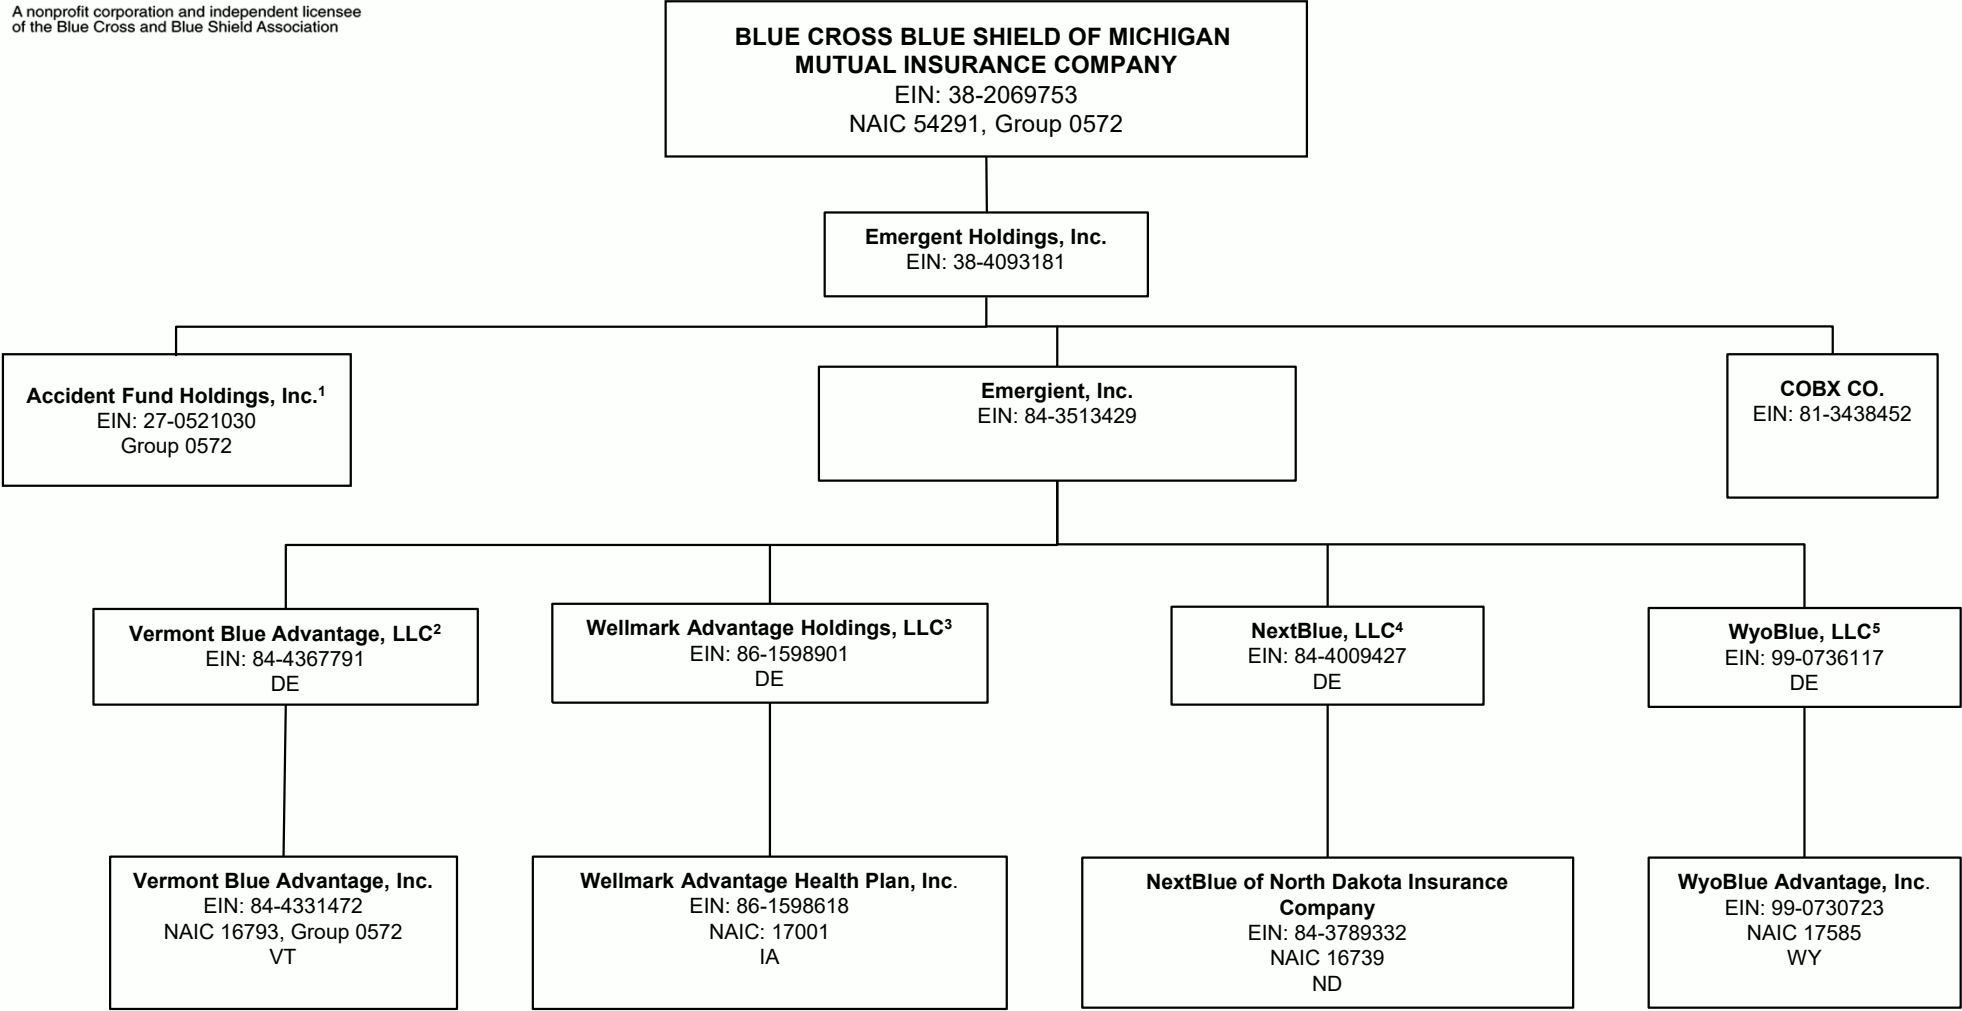 A nonprofit corporation and independent licensee
of the Blue Cross and Blue Shield Association
BLUE CROSS BLUE SHIELD OF MICHIGAN
MUTUAL INSURANCE COMPANY
EIN: 38-2069753
NAIC 54291, Group 0572
Emergent Holdings, Inc.
EIN: 38-4093181
Accident Fund Holdings, Inc.¹
EIN: 27-0521030
Group 0572
Emergient, Inc.
EIN: 84-3513429
COBX CO.
EIN: 81-3438452
Vermont Blue Advantage, LLC²
EIN: 84-4367791
DE
Wellmark Advantage Holdings, LLC³
EIN: 86-1598901
DE
NextBlue, LLC⁴
EIN: 84-4009427
DE
WyoBlue, LLC⁵
EIN: 99-0736117
DE
Vermont Blue Advantage, Inc.
EIN: 84-4331472
NAIC 16793, Group 0572
VT
Wellmark Advantage Health Plan, Inc.
EIN: 86-1598618
NAIC: 17001
IA
NextBlue of North Dakota Insurance
Company
EIN: 84-3789332
NAIC 16739
ND
WyoBlue Advantage, Inc.
EIN: 99-0730723
NAIC 17585
WY